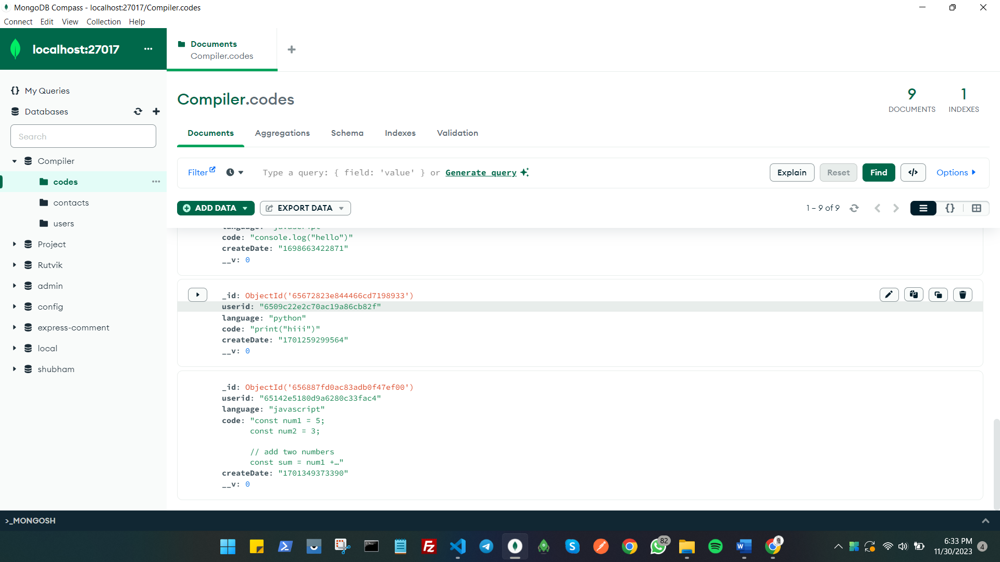 MongoDB Compass - localhost:27017/Compiler.codes
Connect Edit View Collection Help
localhost:27017 ...
Documents
Compiler.codes
{} My Queries
Databases
Search
Compiler
codes
contacts
users
Project
Rutvik
admin
config
express-comment
local
shubham
Compiler.codes
9
DOCUMENTS
1
INDEXES
Documents Aggregations Schema Indexes Validation
Filter Type a query: { field: 'value' } or Generate query
Explain Reset Find </> Options
ADD DATA EXPORT DATA
1 – 9 of 9 {}
language: "javascript"
code: "console.log("hello")"
createDate: "1698663422871"
__v: 0
_id: ObjectId('65672823e844466cd7198933')
userid: "6509c22e2c70ac19a86cb82f"
language: "python"
code: "print("hiii")"
createDate: "1701259299564"
__v: 0
_id: ObjectId('656887fd0ac83adb0f47ef00')
userid: "65142e5180d9a6280c33fac4"
language: "javascript"
code: "const num1 = 5;
const num2 = 3;
// add two numbers
const sum = num1 +…"
createDate: "1701349373390"
__v: 0
>_MONGOSH
82
6:33 PM
11/30/2023
4